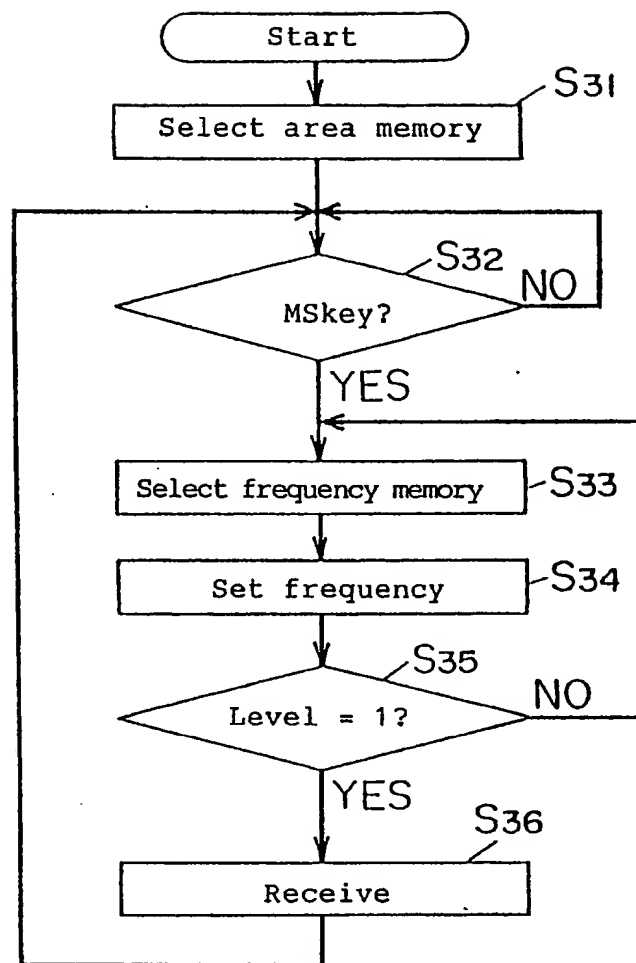 Start
S31
Select area memory
S32
MSkey?
NO
YES
Select frequency memory
S33
Set frequency
S34
S35
Level = 1?
NO
YES
S36
Receive